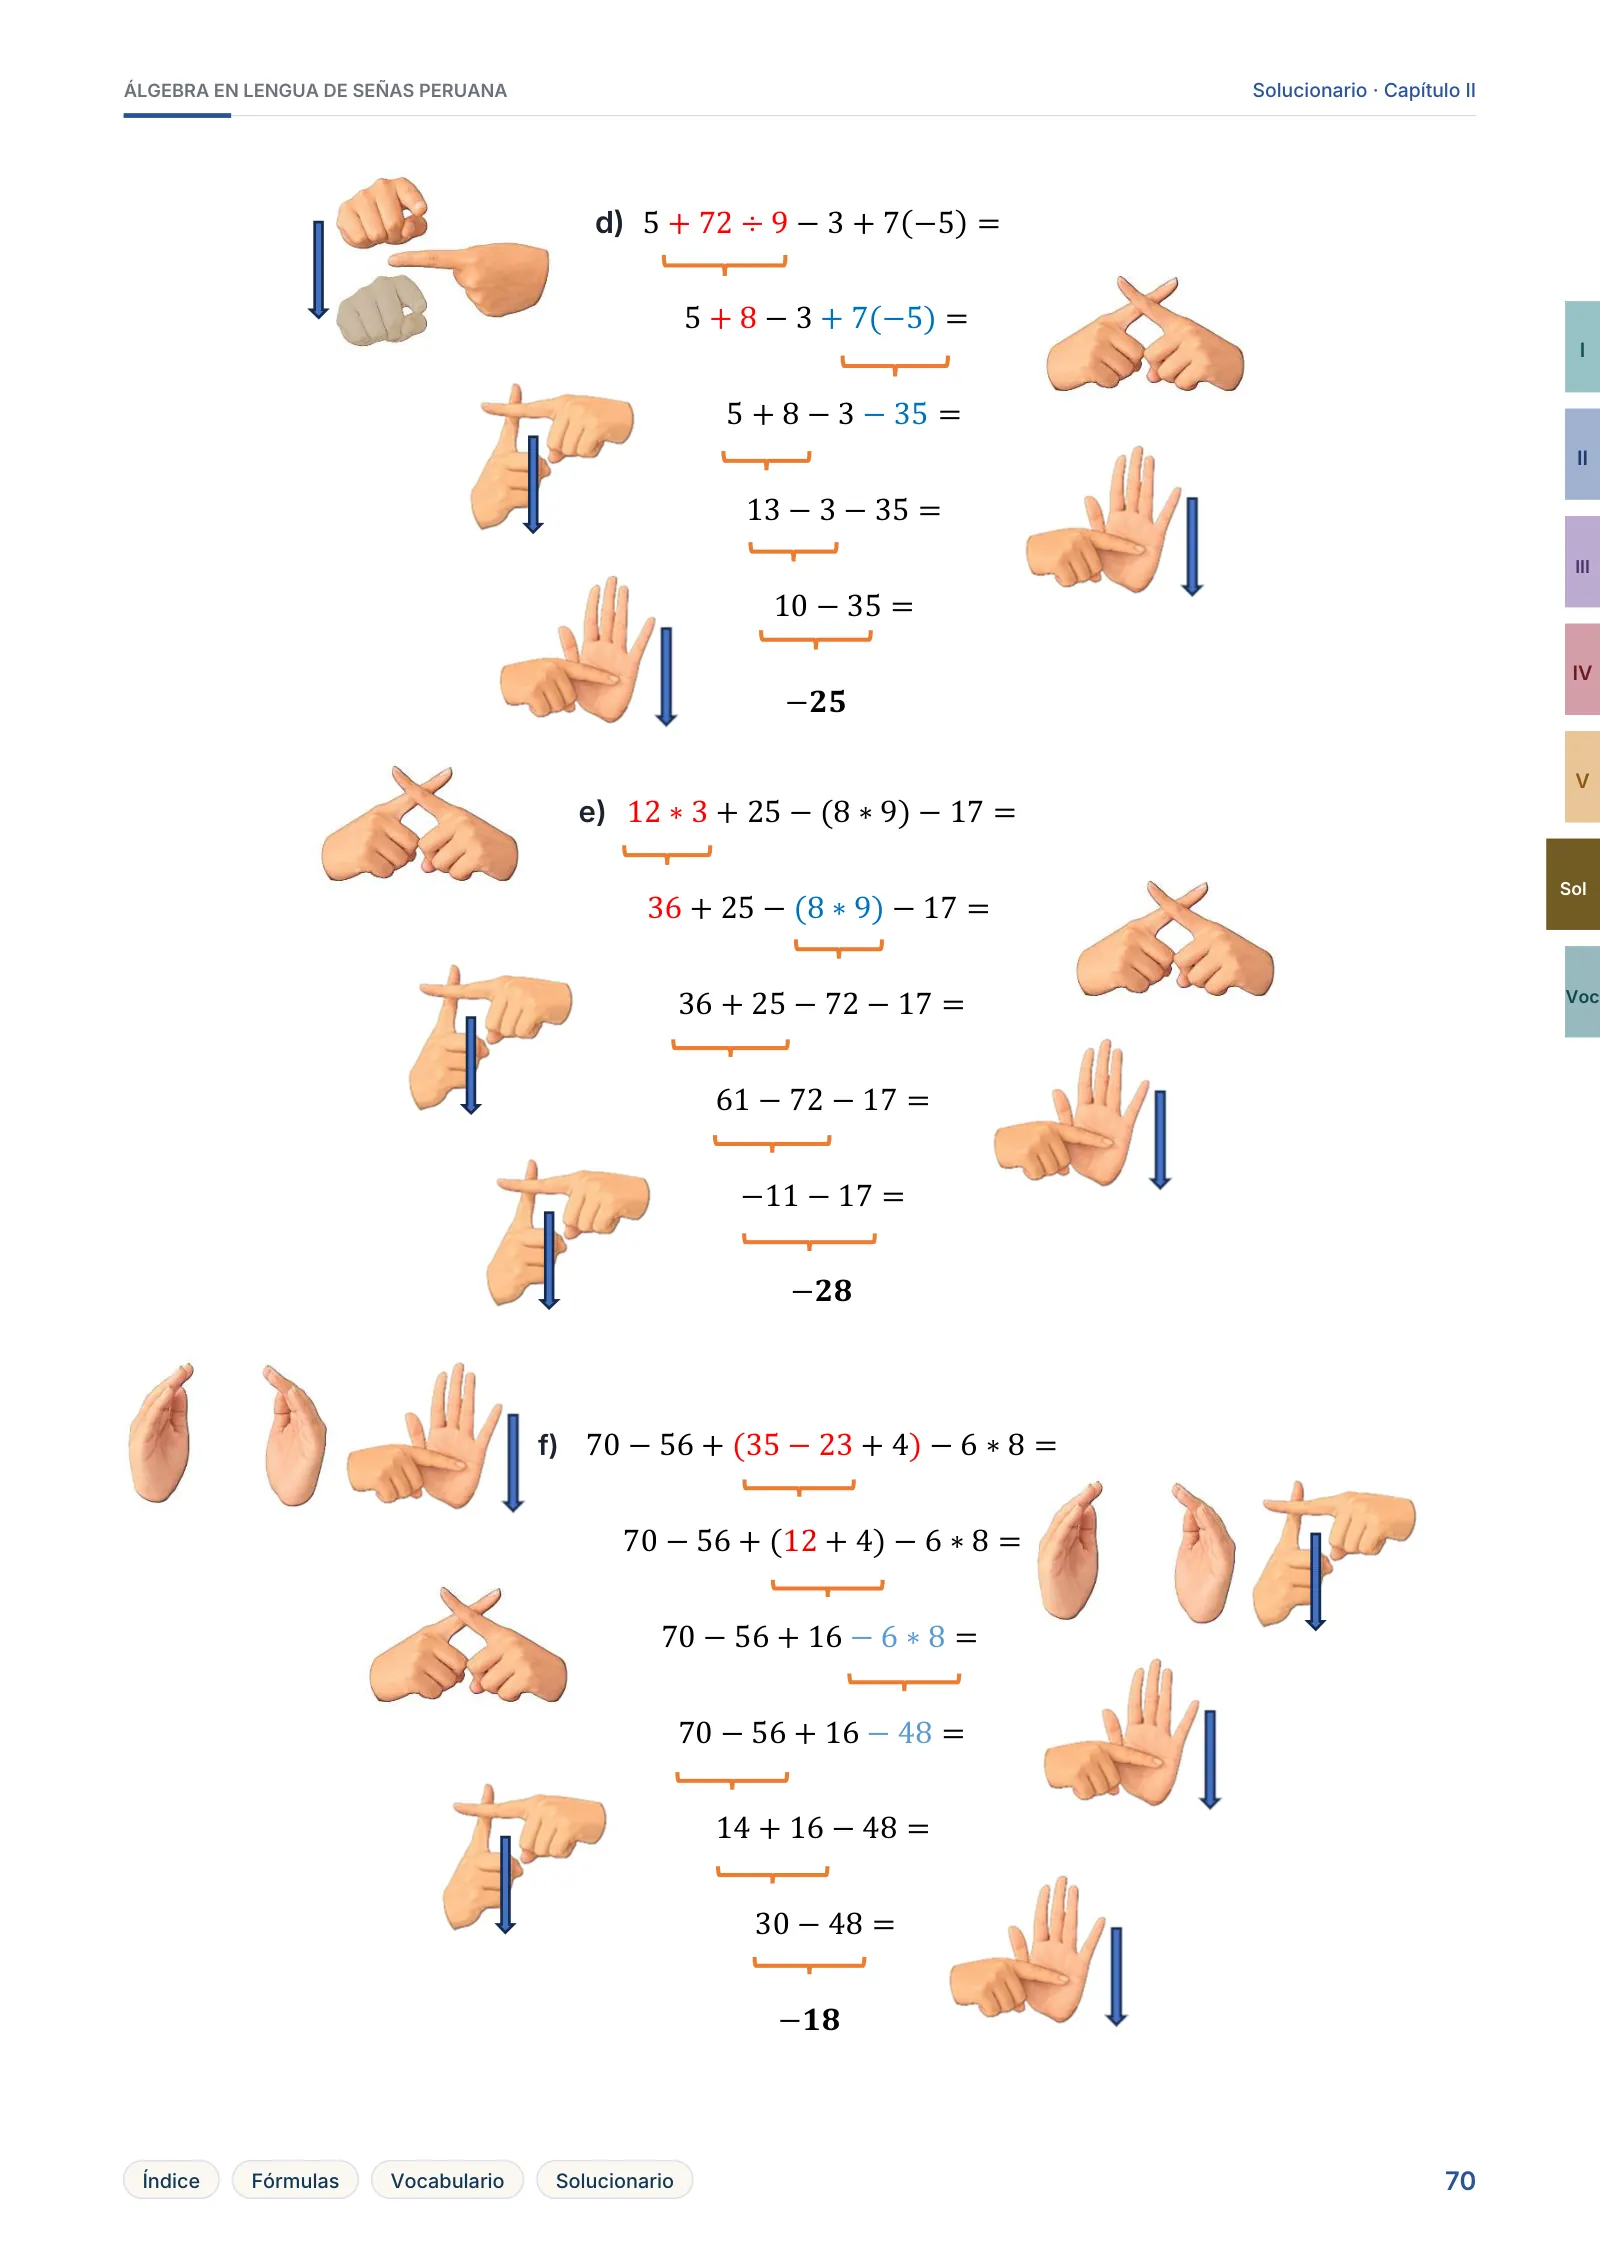 ÁLGEBRA EN LENGUA DE SEÑAS PERUANA
Solucionario · Capítulo II
d) 5 + 72 ÷ 9 − 3 + 7(−5) =
5 + 8 − 3 + 7(−5) =
5 + 8 − 3 − 35 =
13 − 3 − 35 =
10 − 35 =
−25
e) 12 ∗ 3 + 25 − (8 ∗ 9) − 17 =
36 + 25 − (8 ∗ 9) − 17 =
36 + 25 − 72 − 17 =
61 − 72 − 17 =
−11 − 17 =
−28
f) 70 − 56 + (35 − 23 + 4) − 6 ∗ 8 =
70 − 56 + (12 + 4) − 6 ∗ 8 =
70 − 56 + 16 − 6 ∗ 8 =
70 − 56 + 16 − 48 =
14 + 16 − 48 =
30 − 48 =
−18
I
II
III
IV
V
Sol
Voc
Índice
Fórmulas
Vocabulario
Solucionario
70